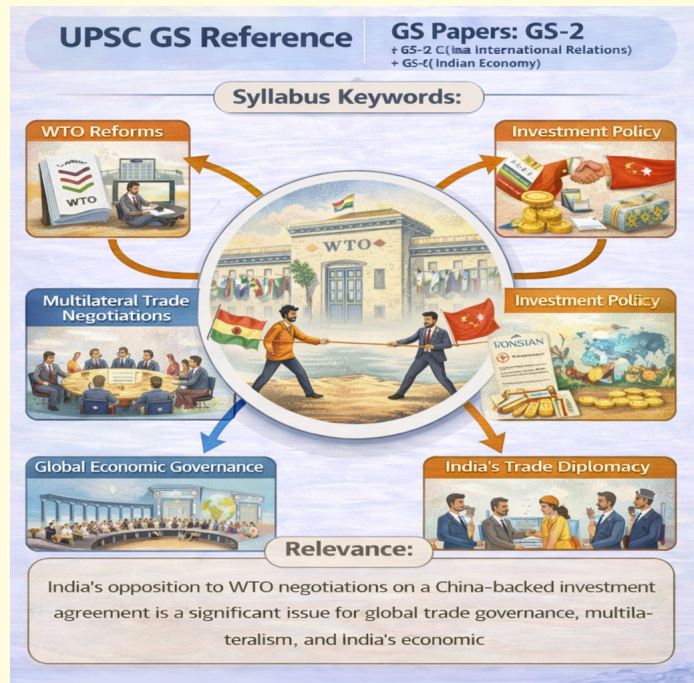 UPSC GS Reference
GS Papers: GS-2
+ GS-2 International Relations)
+ (Indian Economy)
Syllabus Keywords:
WTO Reforms
WTO
Investment Policy
WTO
Multilateral Trade
Negotiations
Investment Policy
Global Economic Governance
India's Trade Diplomacy
Relevance:
India's opposition to WTO negotiations on a China-backed investment
agreement is a significant issue for global trade governance, multila-
teralism, and India's economic